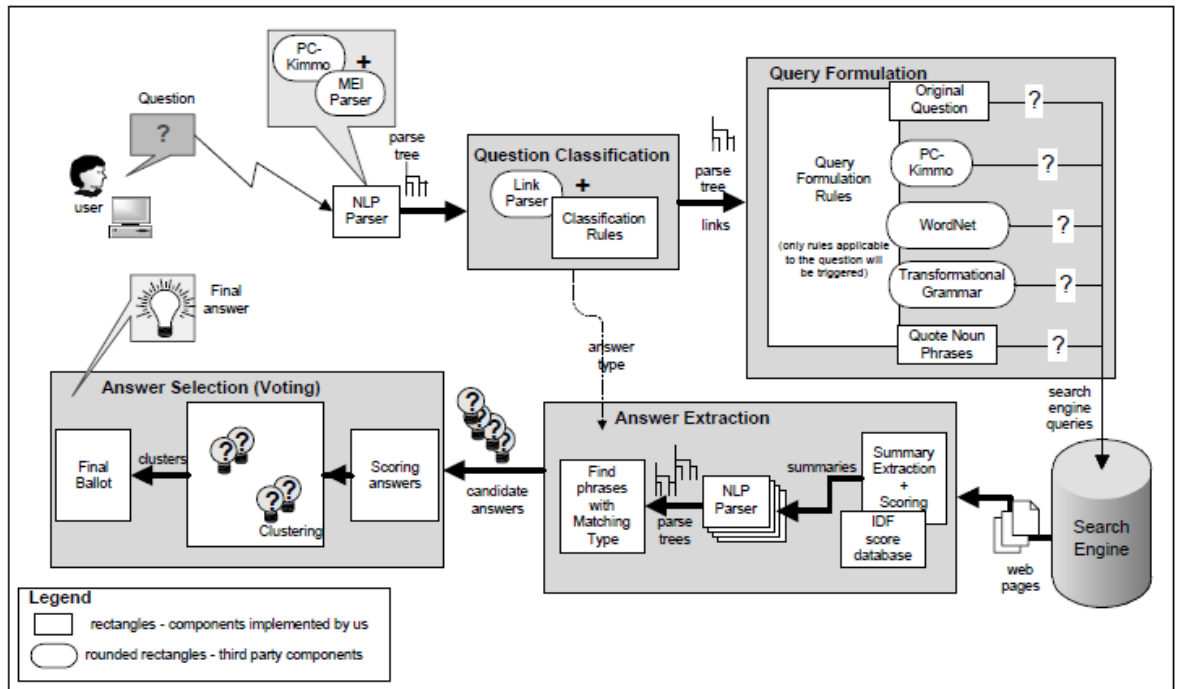 PC-
Kimmo
+
MEI
Parser
Question
?
user
NLP
Parser
parse
tree
Question Classification
Link
Parser
+
Classification
Rules
parse
tree
links
Query Formulation
Query
Formulation
Rules
(only rules applicable
to the question will
be triggered)
Original
Question
?
PC-
Kimmo
?
WordNet
?
Transformational
Grammar
?
Quote Noun
Phrases
?
search
engine
queries
Search
Engine
web
pages
answer
type
Answer Extraction
Summary
Extraction
+
Scoring
IDF
score
database
summaries
NLP
Parser
parse
trees
Find
phrases
with
Matching
Type
????
candidate
answers
Answer Selection (Voting)
Scoring
answers
? ?
? ?
Clustering
clusters
Final
Ballot
Final
answer
Legend
rectangles - components implemented by us
rounded rectangles - third party components